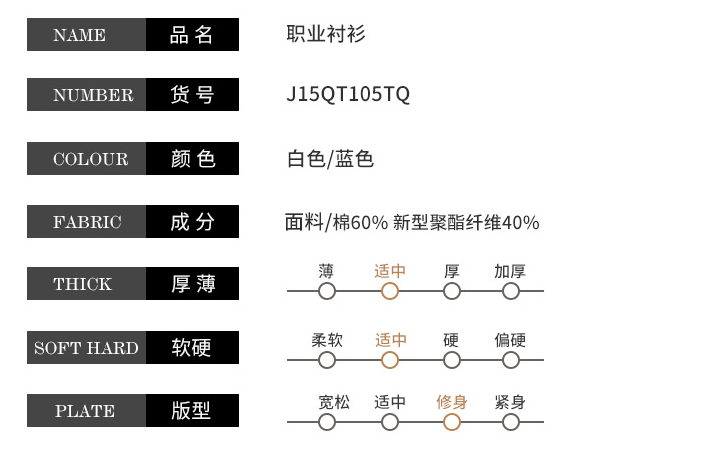 NAME 品名 职业衬衫
NUMBER 货号 J15QT105TQ
COLOUR 颜色 白色/蓝色
FABRIC 成分 面料/棉60% 新型聚酯纤维40%
THICK 厚薄 薄 适中 厚 加厚
SOFT HARD 软硬 柔软 适中 硬 偏硬
PLATE 版型 宽松 适中 修身 紧身